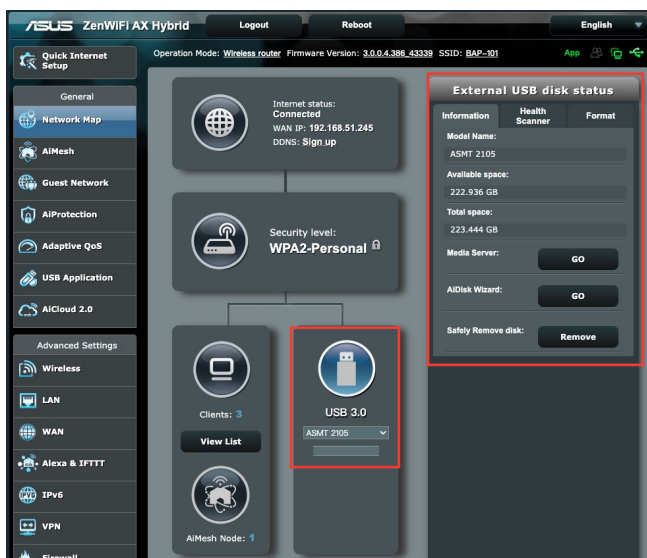 ASUS ZenWiFi AX Hybrid Logout Reboot English
Quick Internet
Setup
Operation Mode: Wireless router Firmware Version: 3.0.0.4.386_43339 SSID: BAP-101
App
General
Network Map
AiMesh
Guest Network
AiProtection
Adaptive QoS
USB Application
AiCloud 2.0
Advanced Settings
Wireless
LAN
WAN
Alexa & IFTTT
IPv6
VPN
Firewall
Internet status:
Connected
WAN IP: 192.168.51.245
DDNS: Sign up
Security level:
WPA2-Personal
Clients: 3
View List
AiMesh Node: 1
USB 3.0
ASMT 2105
External USB disk status
Information Health Scanner Format
Model Name:
ASMT 2105
Available space:
222.936 GB
Total space:
223.444 GB
Media Server: GO
AiDisk Wizard: GO
Safely Remove disk: Remove